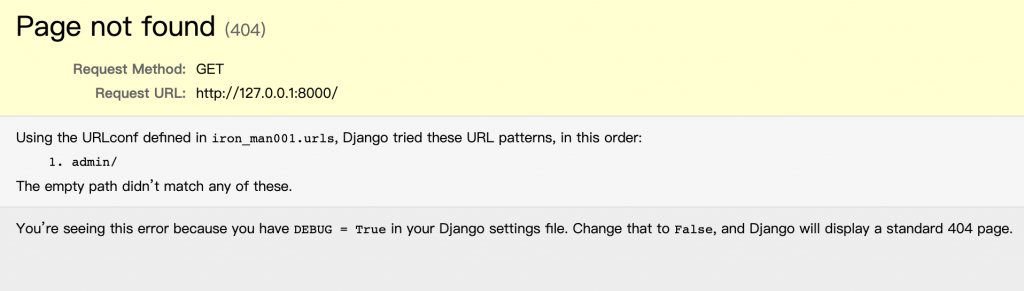 Page not found (404)
Request Method: GET
Request URL: http://127.0.0.1:8000/
Using the URLconf defined in iron_man001.urls, Django tried these URL patterns, in this order:
1. admin/
The empty path didn’t match any of these.
You’re seeing this error because you have DEBUG = True in your Django settings file. Change that to False, and Django will display a standard 404 page.